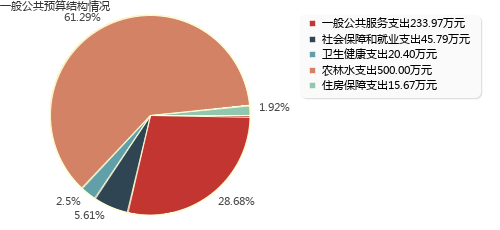 一般公共预算结构情况
61.29%
1.92%
28.68%
5.61%
2.5%
一般公共服务支出233.97万元
社会保障和就业支出45.79万元
卫生健康支出20.40万元
农林水支出500.00万元
住房保障支出15.67万元